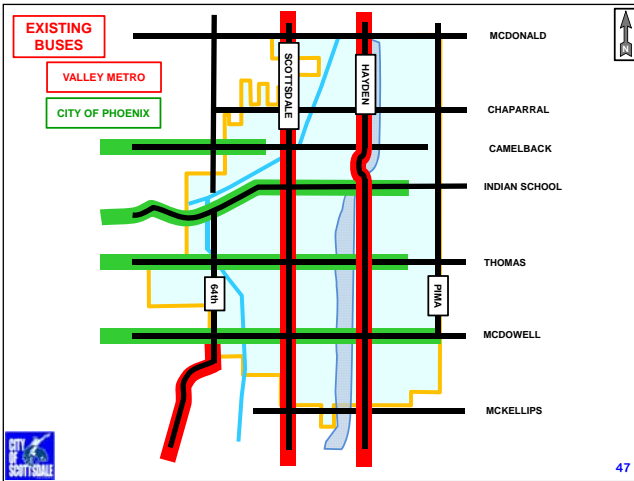 EXISTING
BUSES
VALLEY METRO
CITY OF PHOENIX
SCOTTSDALE
HAYDEN
64th
PIMA
MCDONALD
CHAPARRAL
CAMELBACK
INDIAN SCHOOL
THOMAS
MCDOWELL
MCKELLIPS
N
CITY
OF
SCOTTSDALE
47